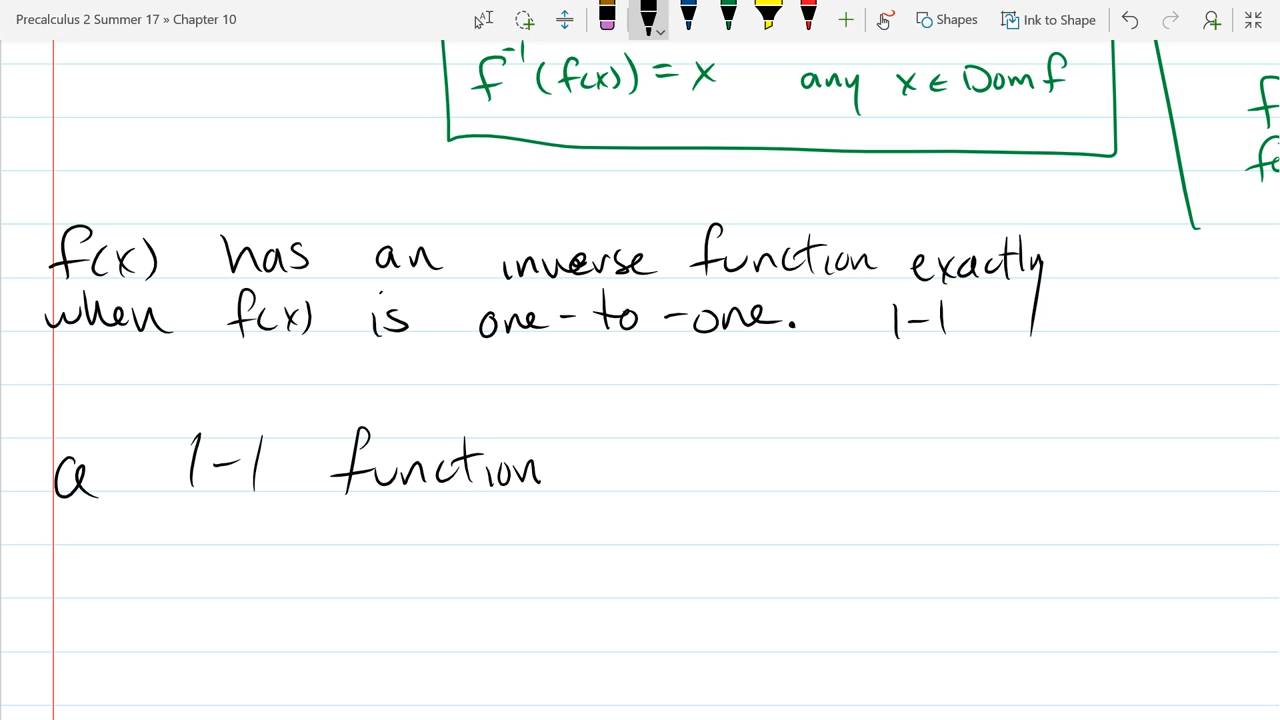 Precalculus 2 Summer 17 » Chapter 10
Shapes
Ink to Shape
f⁻¹(f(x)) = x any x ∈ Dom f
f(x) has an inverse function exactly
when f(x) is one-to-one. 1-1
a 1-1 function